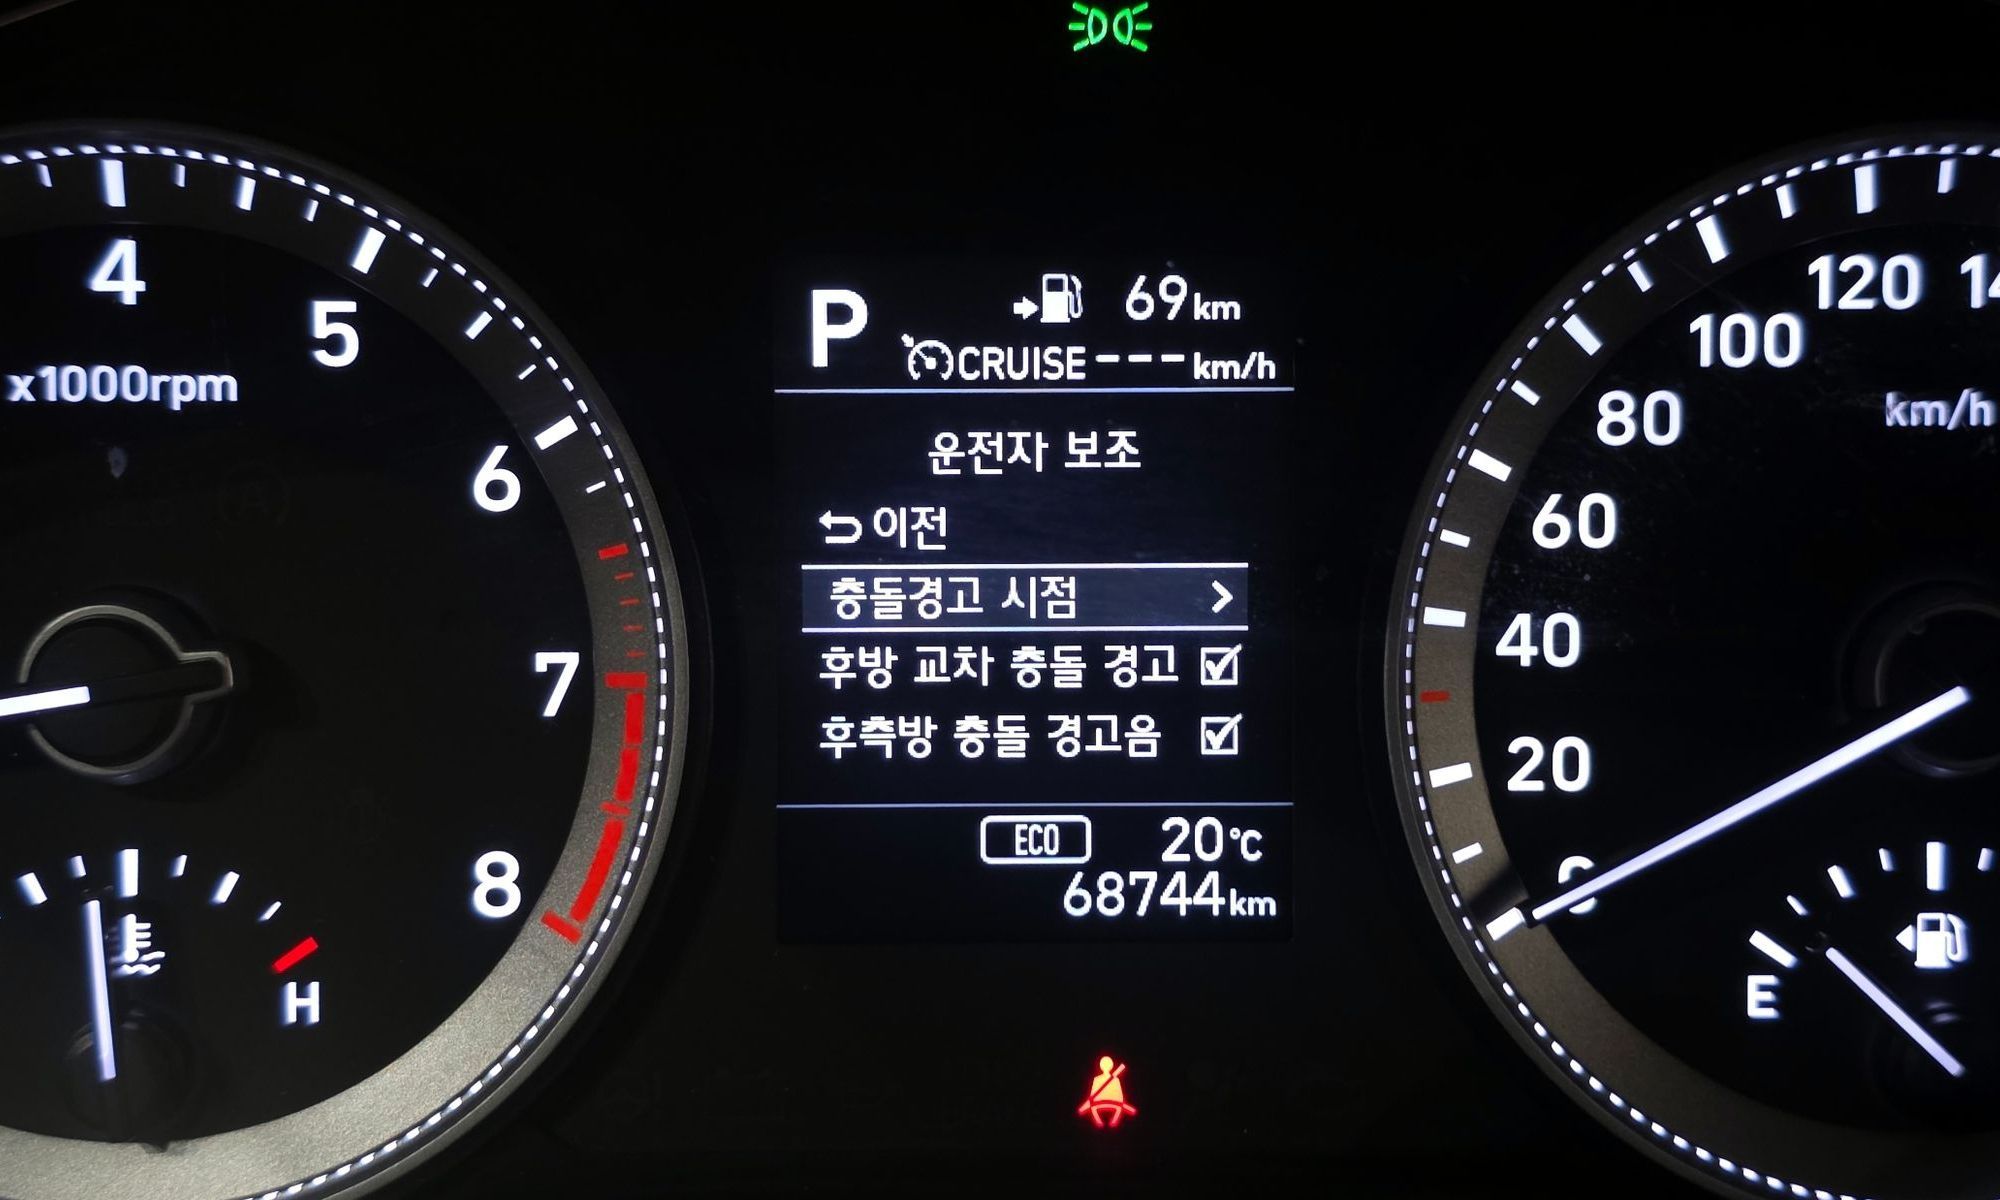 4
5
x1000rpm
6
7
8
H
P 69km
CRUISE---km/h
운전자 보조
이전
충돌경고 시점 >
후방 교차 충돌 경고
후측방 충돌 경고음
ECO 20°C
68744km
120
100
km/h
80
60
40
20
0
E